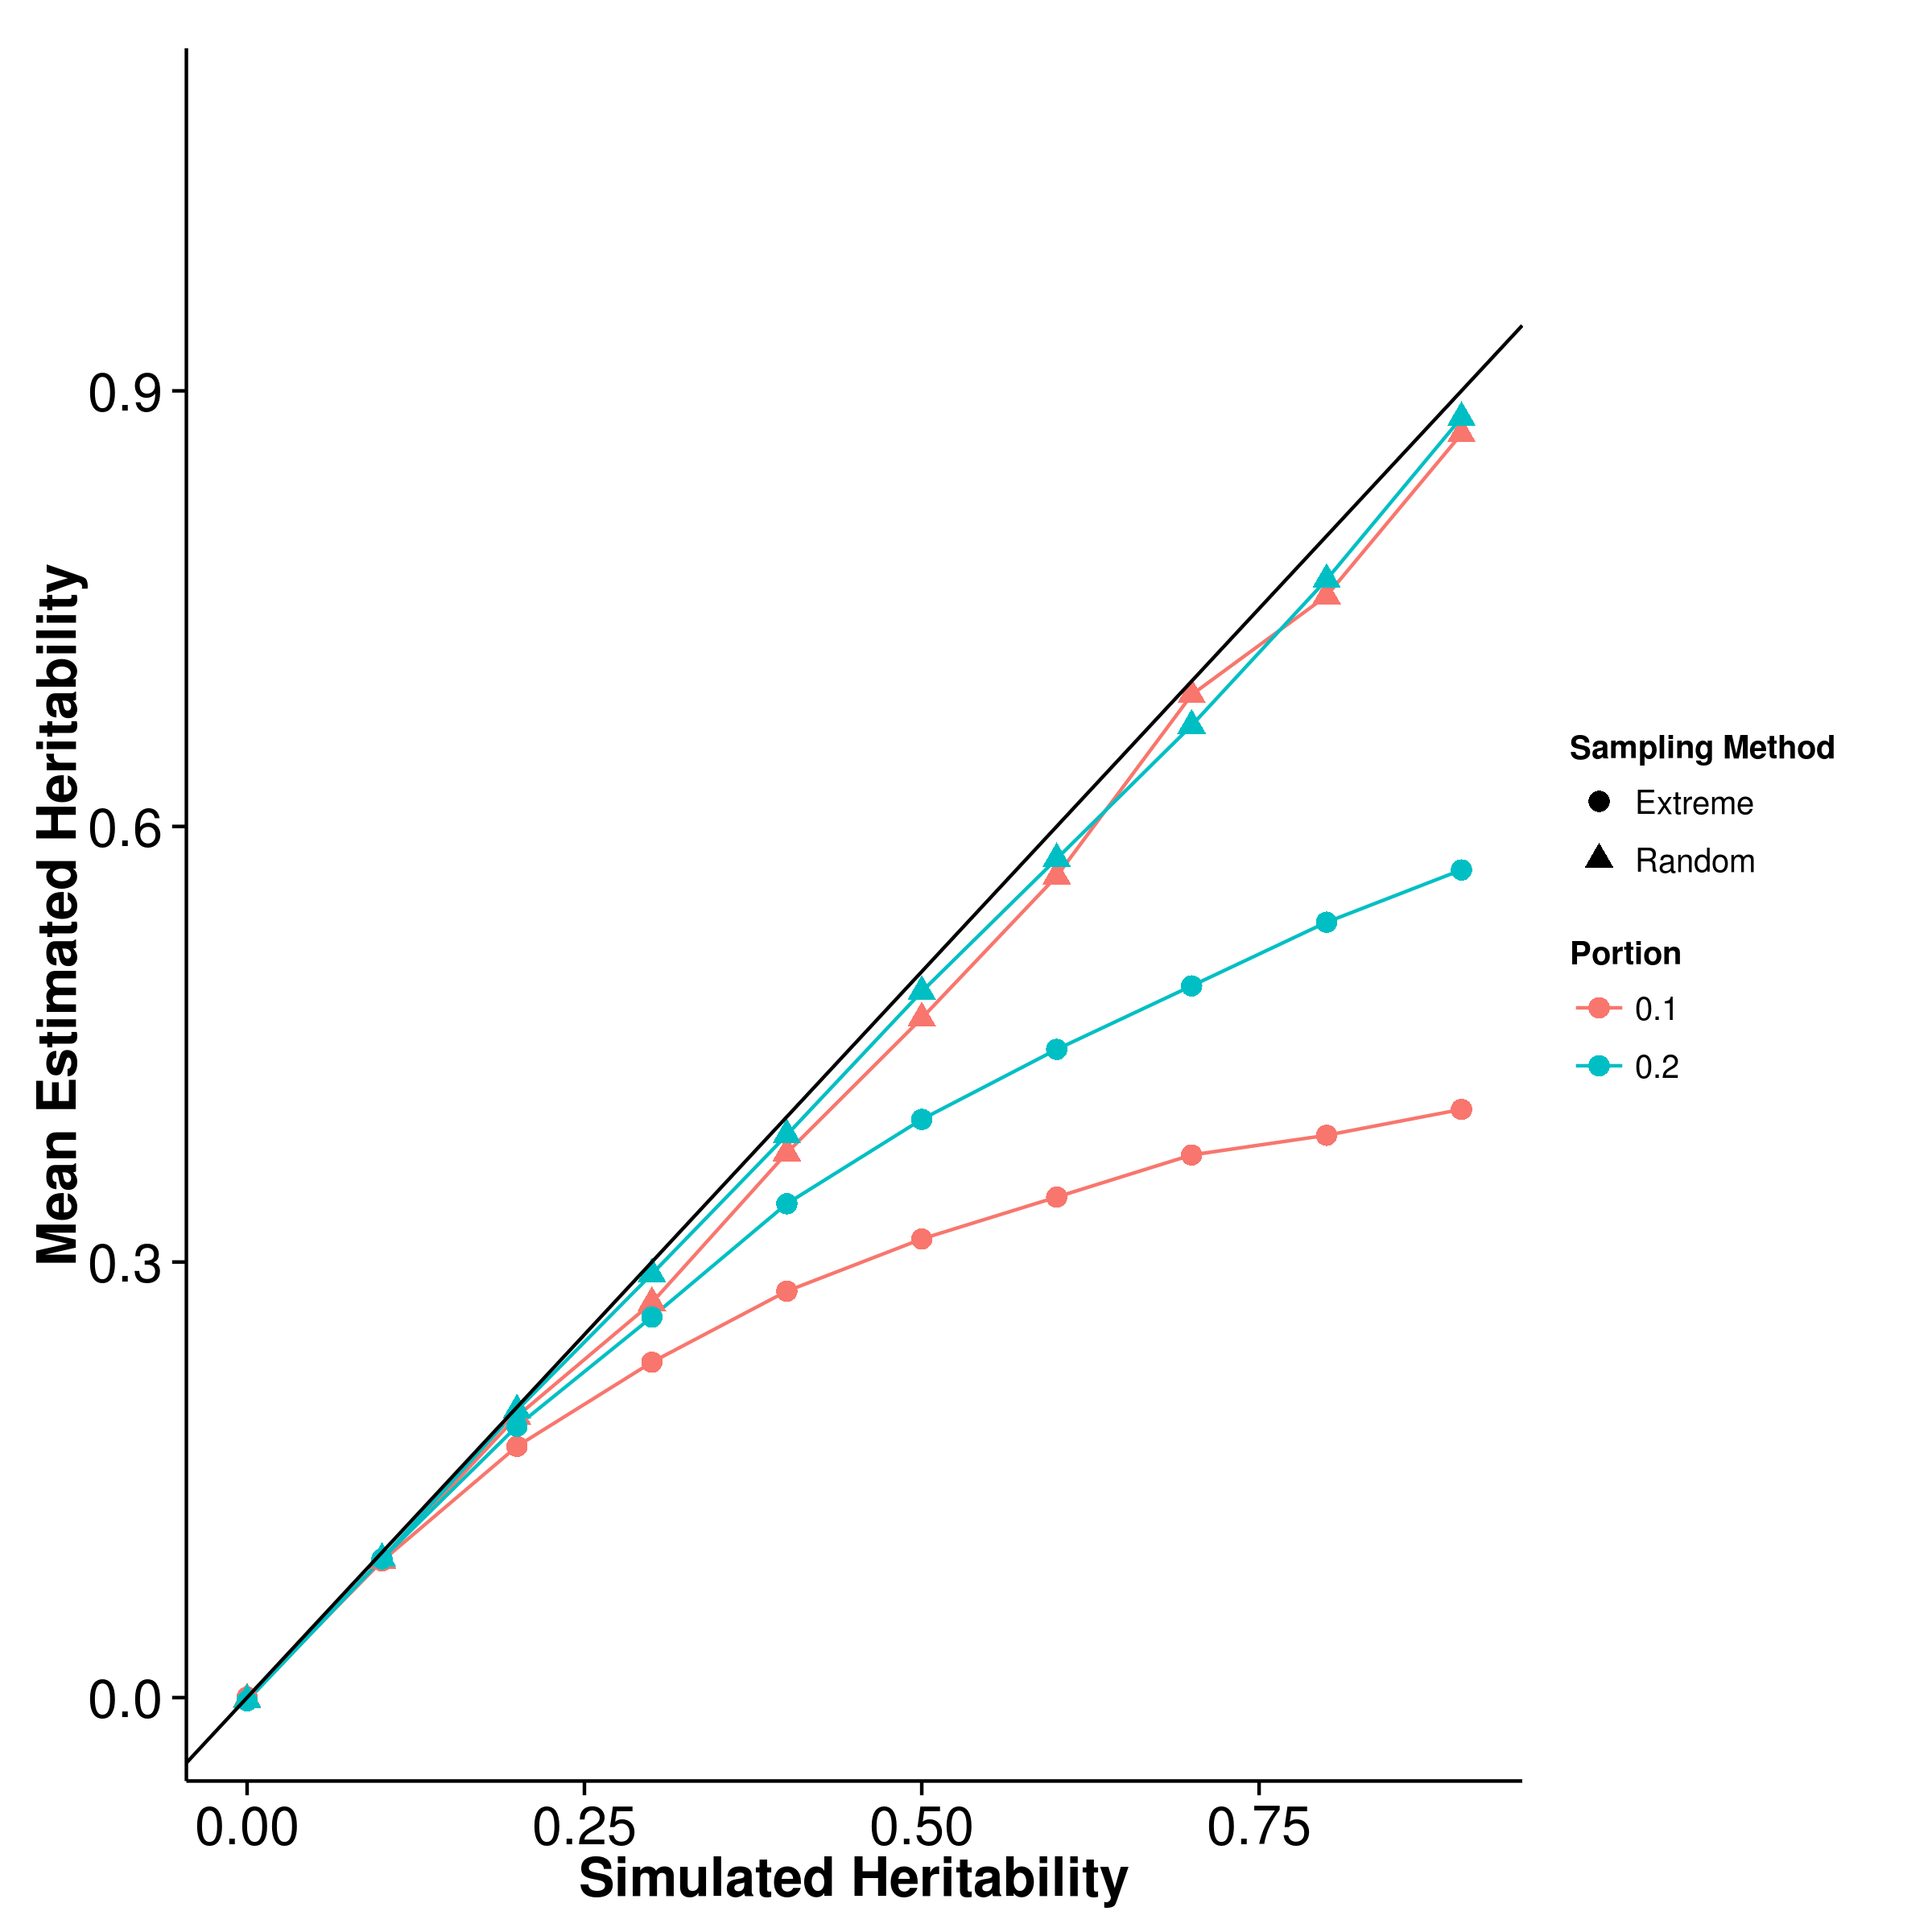 Mean Estimated Heritability
0.9
0.6
0.3
0.0
0.00 0.25 0.50 0.75
Simulated Heritability
Sampling Method
Extreme
Random
Portion
0.1
0.2